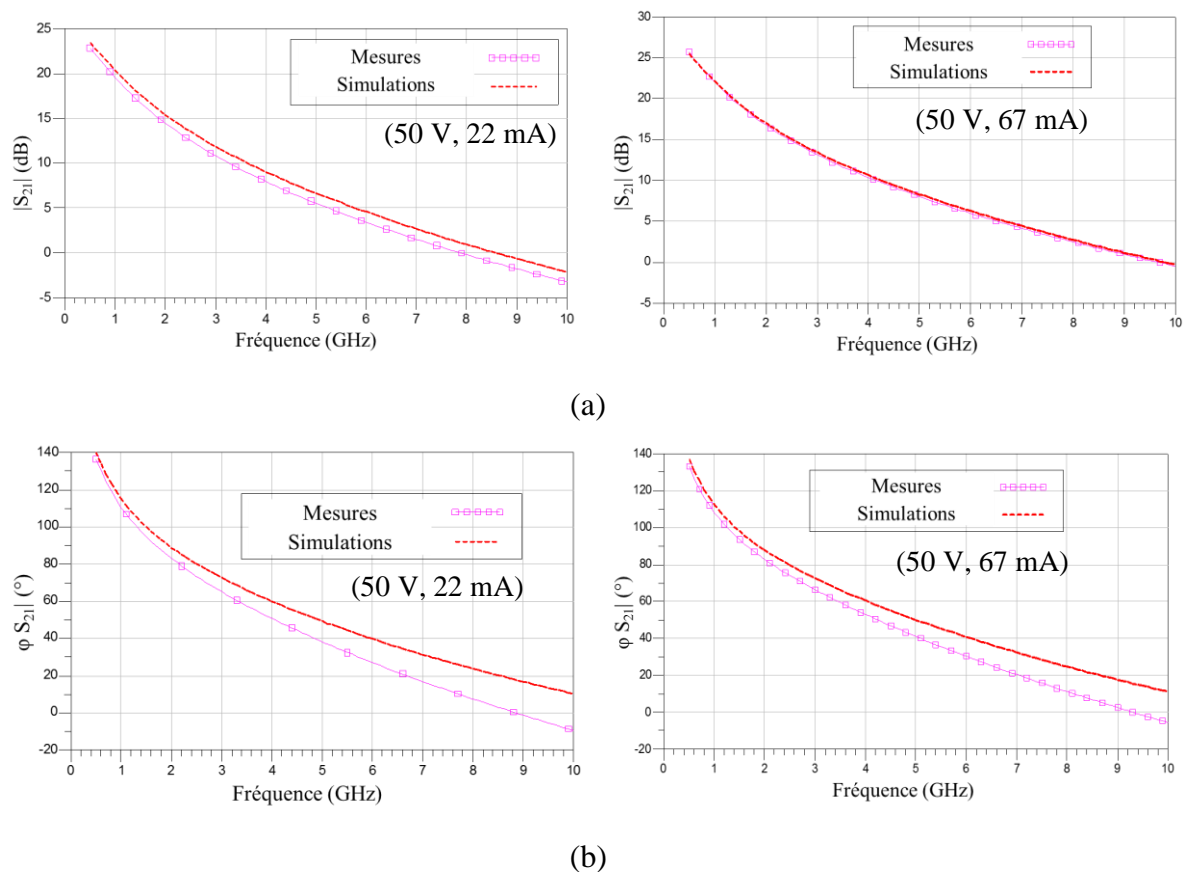 25
20
15
10
5
0
-5
|S21| (dB)
Mesures
Simulations
(50 V, 22 mA)
0 1 2 3 4 5 6 7 8 9 10
Fréquence (GHz)
30
25
20
15
10
5
0
-5
|S21| (dB)
Mesures
Simulations
(50 V, 67 mA)
0 1 2 3 4 5 6 7 8 9 10
Fréquence (GHz)
(a)
140
120
100
80
60
40
20
0
-20
φ S21| (°)
Mesures
Simulations
(50 V, 22 mA)
0 1 2 3 4 5 6 7 8 9 10
Fréquence (GHz)
140
120
100
80
60
40
20
0
-20
φ S21| (°)
Mesures
Simulations
(50 V, 67 mA)
0 1 2 3 4 5 6 7 8 9 10
Fréquence (GHz)
(b)